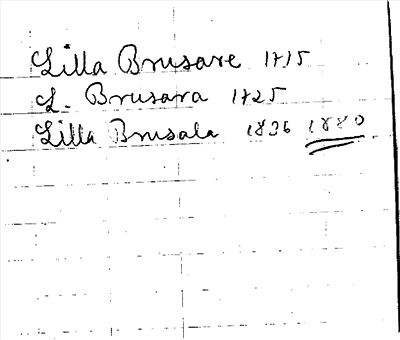 Lilla Brusare 1715
L. Brusara 1725
Lilla Brusala 1836 1880